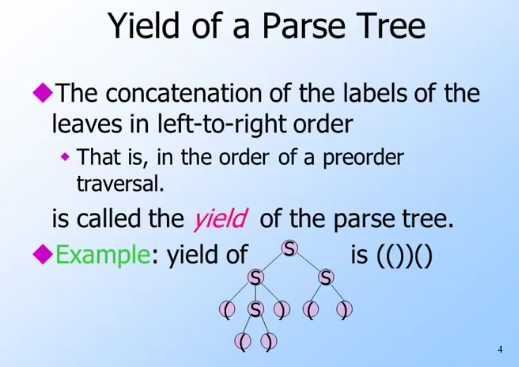 Yield of a Parse Tree
The concatenation of the labels of the
leaves in left-to-right order
That is, in the order of a preorder
traversal.
is called the yield of the parse tree.
Example: yield of is (())()
S
S S
( S ) ( )
( )
4